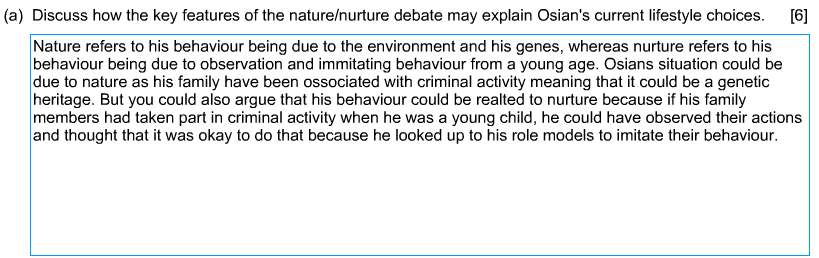 (a) Discuss how the key features of the nature/nurture debate may explain Osian's current lifestyle choices. [6]
Nature refers to his behaviour being due to the environment and his genes, whereas nurture refers to his
behaviour being due to observation and immitating behaviour from a young age. Osians situation could be
due to nature as his family have been ossociated with criminal activity meaning that it could be a genetic
heritage. But you could also argue that his behaviour could be realted to nurture because if his family
members had taken part in criminal activity when he was a young child, he could have observed their actions
and thought that it was okay to do that because he looked up to his role models to imitate their behaviour.